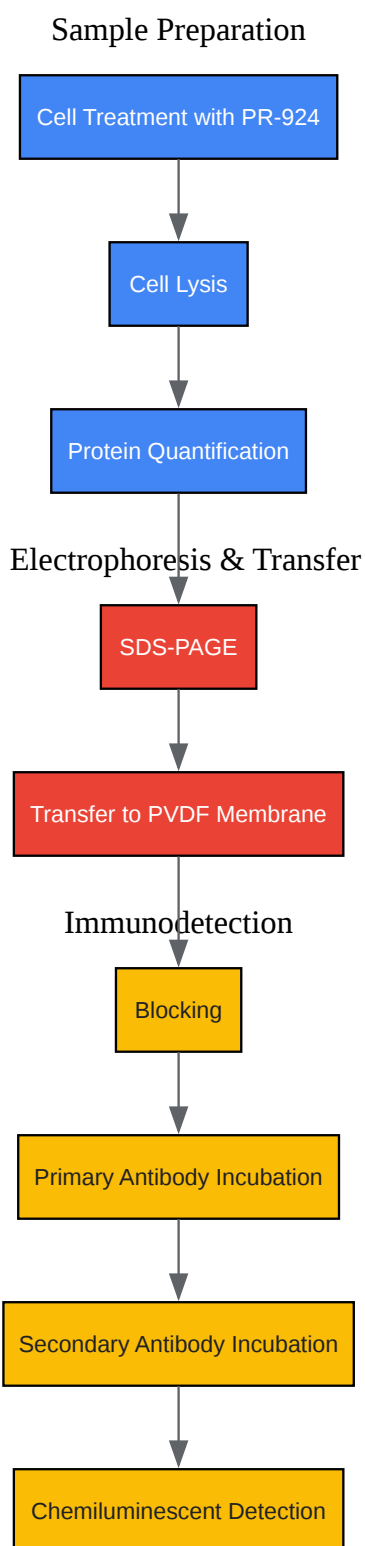 Sample Preparation
Cell Treatment with PR-924
Cell Lysis
Protein Quantification
Electrophoresis & Transfer
SDS-PAGE
Transfer to PVDF Membrane
Immunodetection
Blocking
Primary Antibody Incubation
Secondary Antibody Incubation
Chemiluminescent Detection